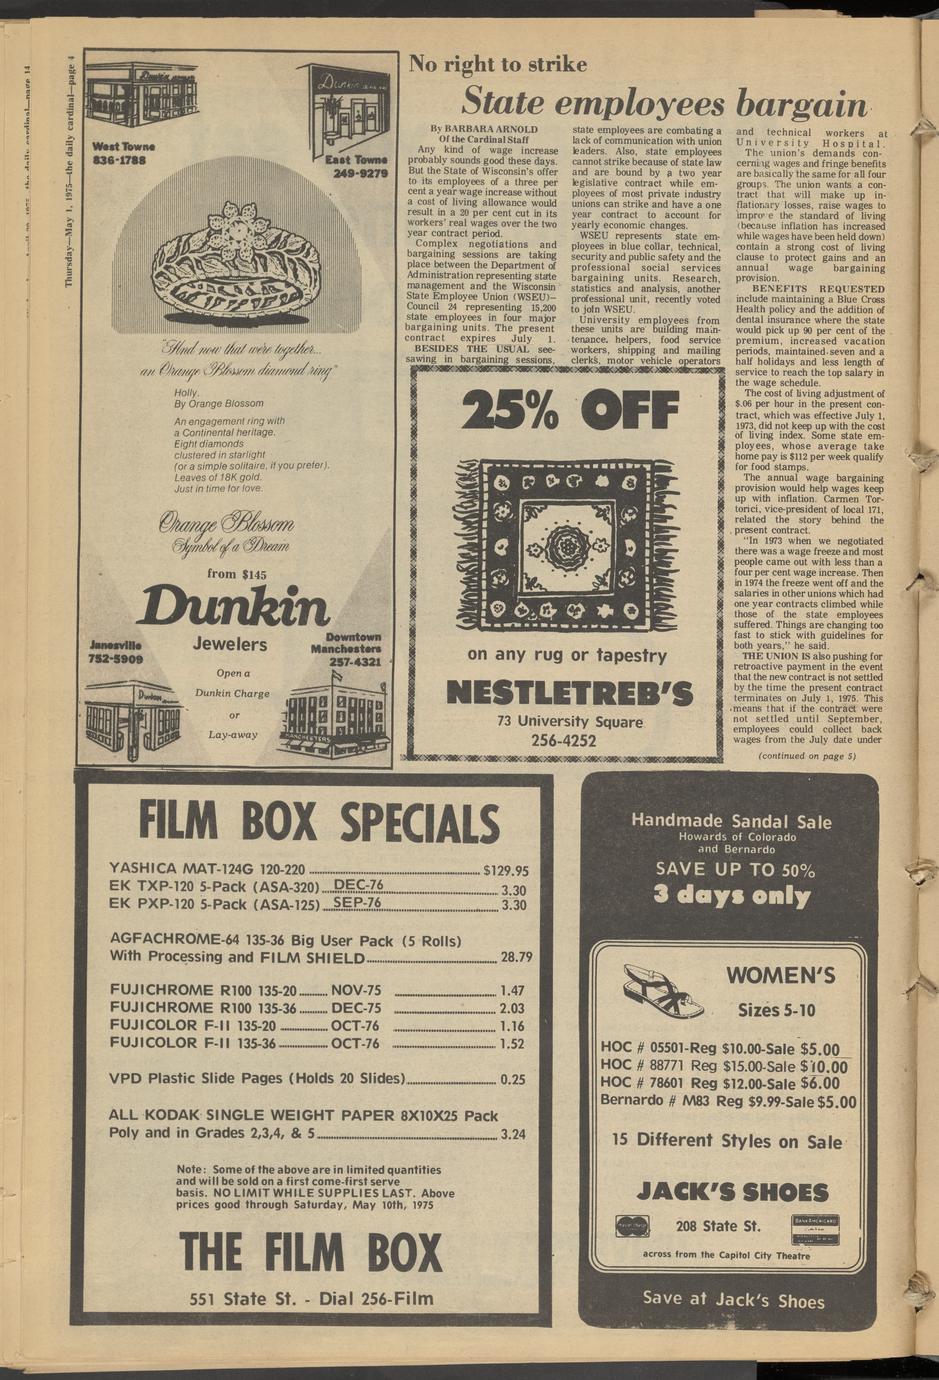 Thursday—May 1, 1975—the daily cardinal—page 4
West Towne
836-1788
East Towne
249-9279
"And now that we're together...
an Orange Blossom diamond ring"
Holly.
By Orange Blossom
An engagement ring with
a Continental heritage.
Eight diamonds
clustered in starlight
(or a simple solitaire, if you prefer).
Leaves of 18K gold.
Just in time for love.
Orange Blossom
Symbol of a Dream
from $145
Dunkin
Jewelers
Janesville
752-5909
Downtown
Manchesters
257-4321
Open a
Dunkin Charge
or
Lay-away
MANCHESTERS
No right to strike
State employees bargain
By BARBARA ARNOLD
Of the Cardinal Staff
Any kind of wage increase
probably sounds good these days.
But the State of Wisconsin's offer
to its employees of a three per
cent a year wage increase without
a cost of living allowance would
result in a 20 per cent cut in its
workers' real wages over the two
year contract period.
Complex negotiations and
bargaining sessions are taking
place between the Department of
Administration representing state
management and the Wisconsin
State Employee Union (WSEU)—
Council 24 representing 15,200
state employees in four major
bargaining units. The present
contract expires July 1.
BESIDES THE USUAL see-
sawing in bargaining sessions,
state employees are combating a
lack of communication with union
leaders. Also, state employees
cannot strike because of state law
and are bound by a two year
legislative contract while em-
ployees of most private industry
unions can strike and have a one
year contract to account for
yearly economic changes.
WSEU represents state em-
ployees in blue collar, technical,
security and public safety and the
professional social services
bargaining units. Research,
statistics and analysis, another
professional unit, recently voted
to join WSEU.
University employees from
these units are building main-
tenance, helpers, food service
workers, shipping and mailing
clerks, motor vehicle operators
and technical workers at
University Hospital.
The union's demands con-
cerning wages and fringe benefits
are basically the same for all four
groups. The union wants a con-
tract that will make up in-
flationary losses, raise wages to
improve the standard of living
(because inflation has increased
while wages have been held down)
contain a strong cost of living
clause to protect gains and an
annual wage bargaining
provision.
BENEFITS REQUESTED
include maintaining a Blue Cross
Health policy and the addition of
dental insurance where the state
would pick up 90 per cent of the
premium, increased vacation
periods, maintained seven and a
half holidays and less length of
service to reach the top salary in
the wage schedule.
The cost of living adjustment of
$.06 per hour in the present con-
tract, which was effective July 1,
1973, did not keep up with the cost
of living index. Some state em-
ployees, whose average take
home pay is $112 per week qualify
for food stamps.
The annual wage bargaining
provision would help wages keep
up with inflation. Carmen Tor-
torici, vice-president of local 171,
related the story behind the
present contract.
"In 1973 when we negotiated
there was a wage freeze and most
people came out with less than a
four per cent wage increase. Then
in 1974 the freeze went off and the
salaries in other unions which had
one year contracts climbed while
those of the state employees
suffered. Things are changing too
fast to stick with guidelines for
both years," he said.
THE UNION IS also pushing for
retroactive payment in the event
that the new contract is not settled
by the time the present contract
terminates on July 1, 1975. This
means that if the contract were
not settled until September,
employees could collect back
wages from the July date under
(continued on page 5)
25% OFF
on any rug or tapestry
NESTLETREB'S
73 University Square
256-4252
FILM BOX SPECIALS
YASHICA MAT-124G 120-220 ........ $129.95
EK TXP-120 5-Pack (ASA-320) DEC-76 ........ 3.30
EK PXP-120 5-Pack (ASA-125) SEP-76 ........ 3.30
AGFACHROME-64 135-36 Big User Pack (5 Rolls)
With Processing and FILM SHIELD ........ 28.79
FUJICHROME R100 135-20 ........ NOV-75 ........ 1.47
FUJICHROME R100 135-36 ........ DEC-75 ........ 2.03
FUJICOLOR F-II 135-20 ........ OCT-76 ........ 1.16
FUJICOLOR F-II 135-36 ........ OCT-76 ........ 1.52
VPD Plastic Slide Pages (Holds 20 Slides) ........ 0.25
ALL KODAK SINGLE WEIGHT PAPER 8X10X25 Pack
Poly and in Grades 2,3,4, & 5 ........ 3.24
Note: Some of the above are in limited quantities
and will be sold on a first come-first serve
basis. NO LIMIT WHILE SUPPLIES LAST. Above
prices good through Saturday, May 10th, 1975
THE FILM BOX
551 State St. - Dial 256-Film
Handmade Sandal Sale
Howards of Colorado
and Bernardo
SAVE UP TO 50%
3 days only
WOMEN'S
Sizes 5-10
HOC # 05501-Reg $10.00-Sale $5.00
HOC # 88771 Reg $15.00-Sale $10.00
HOC # 78601 Reg $12.00-Sale $6.00
Bernardo # M83 Reg $9.99-Sale $5.00
15 Different Styles on Sale
JACK'S SHOES
208 State St.
BANKAMERICARD
across from the Capitol City Theatre
Save at Jack's Shoes